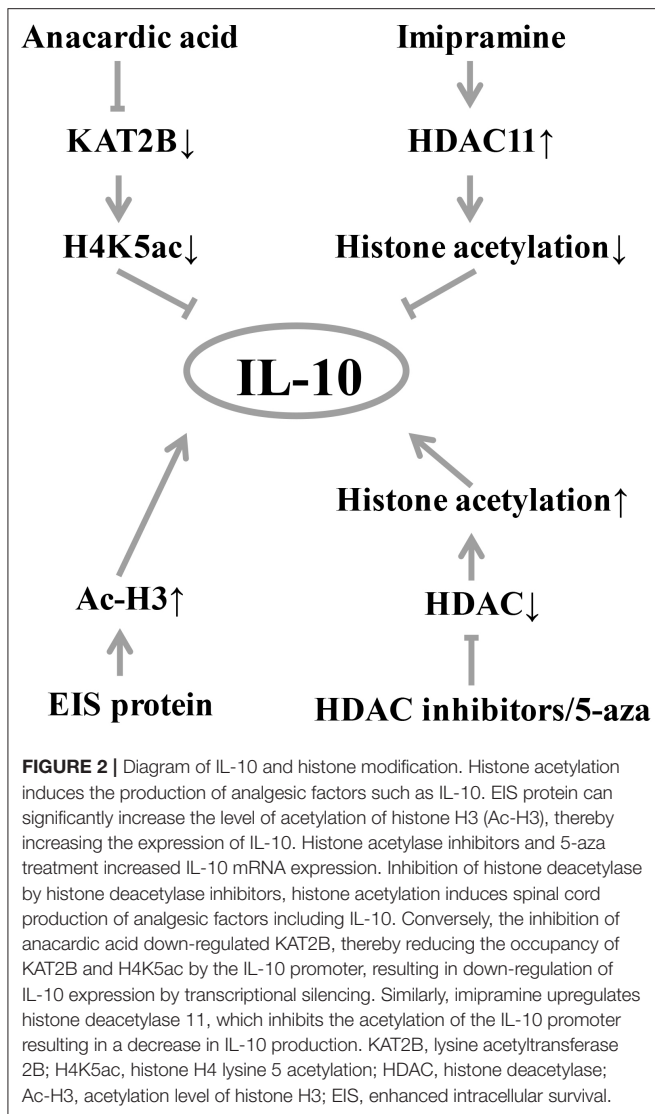 Anacardic acid
Imipramine
KAT2B↓
HDAC11↑
H4K5ac↓
Histone acetylation↓
IL-10
Histone acetylation↑
Ac-H3↑
HDAC↓
EIS protein
HDAC inhibitors/5-aza
FIGURE 2 | Diagram of IL-10 and histone modification. Histone acetylation
induces the production of analgesic factors such as IL-10. EIS protein can
significantly increase the level of acetylation of histone H3 (Ac-H3), thereby
increasing the expression of IL-10. Histone acetylase inhibitors and 5-aza
treatment increased IL-10 mRNA expression. Inhibition of histone deacetylase
by histone deacetylase inhibitors, histone acetylation induces spinal cord
production of analgesic factors including IL-10. Conversely, the inhibition of
anacardic acid down-regulated KAT2B, thereby reducing the occupancy of
KAT2B and H4K5ac by the IL-10 promoter, resulting in down-regulation of
IL-10 expression by transcriptional silencing. Similarly, imipramine upregulates
histone deacetylase 11, which inhibits the acetylation of the IL-10 promoter
resulting in a decrease in IL-10 production. KAT2B, lysine acetyltransferase
2B; H4K5ac, histone H4 lysine 5 acetylation; HDAC, histone deacetylase;
Ac-H3, acetylation level of histone H3; EIS, enhanced intracellular survival.